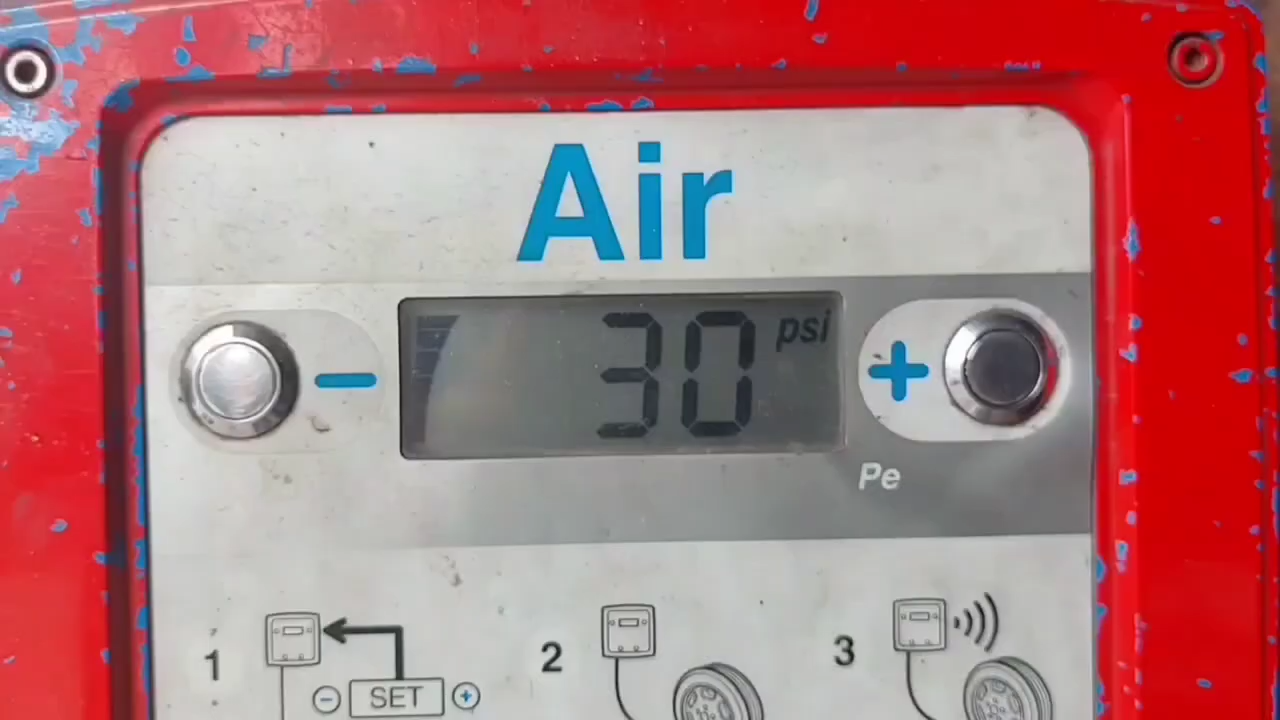 Air
30 psi
− +
Pe
1 2 3
− SET +